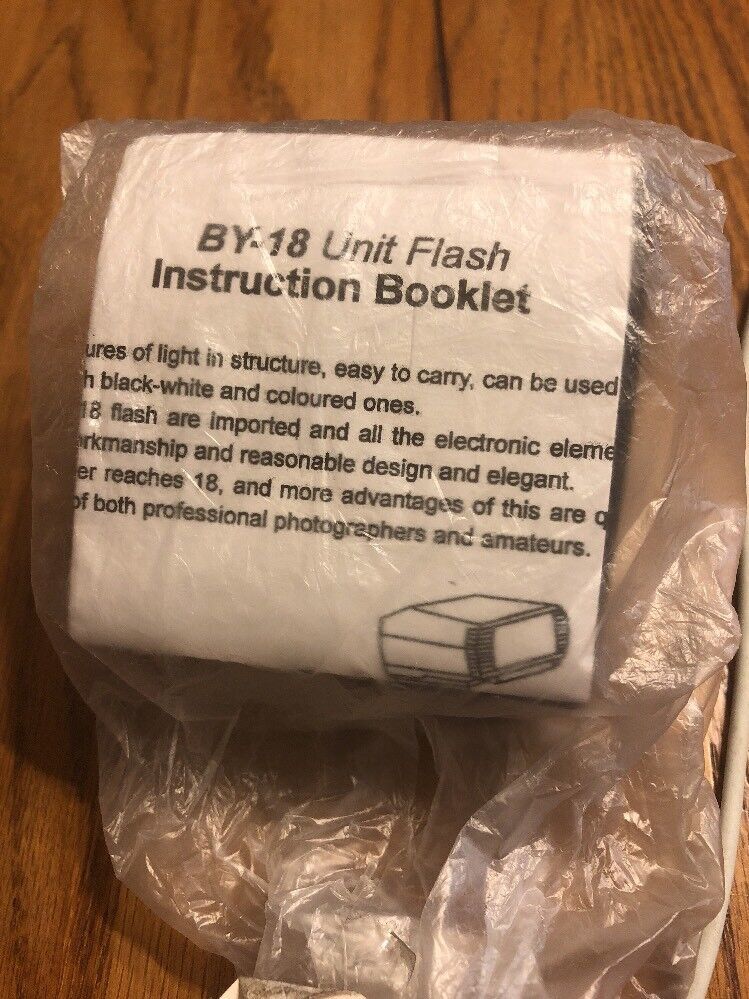 BY-18 Unit Flash
Instruction Booklet
ures of light in structure, easy to carry, can be used
h black-white and coloured ones.
18 flash are imported and all the electronic eleme
rkmanship and reasonable design and elegant.
er reaches 18, and more advantages of this are q
of both professional photographers and amateurs.